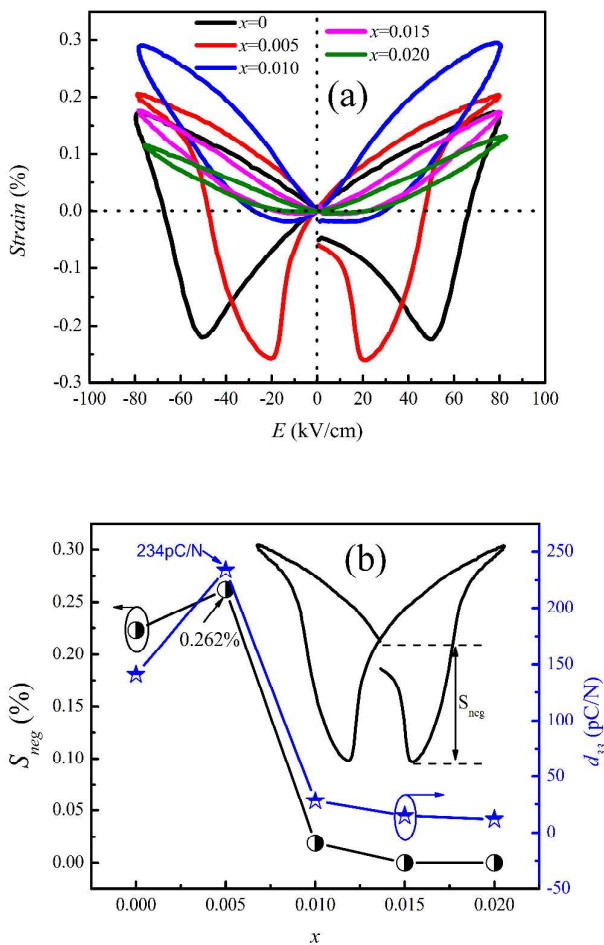 x=0
x=0.015
x=0.005
x=0.020
x=0.010
(a)
0.3
0.2
0.1
0.0
-0.1
-0.2
-0.3
Strain (%)
-100 -80 -60 -40 -20 0 20 40 60 80 100
E (kV/cm)
234pC/N
(b)
0.262%
S_neg
0.30
0.25
0.20
0.15
0.10
0.05
0.00
S_neg (%)
250
200
150
100
50
0
-50
d_33 (pC/N)
0.000 0.005 0.010 0.015 0.020
x